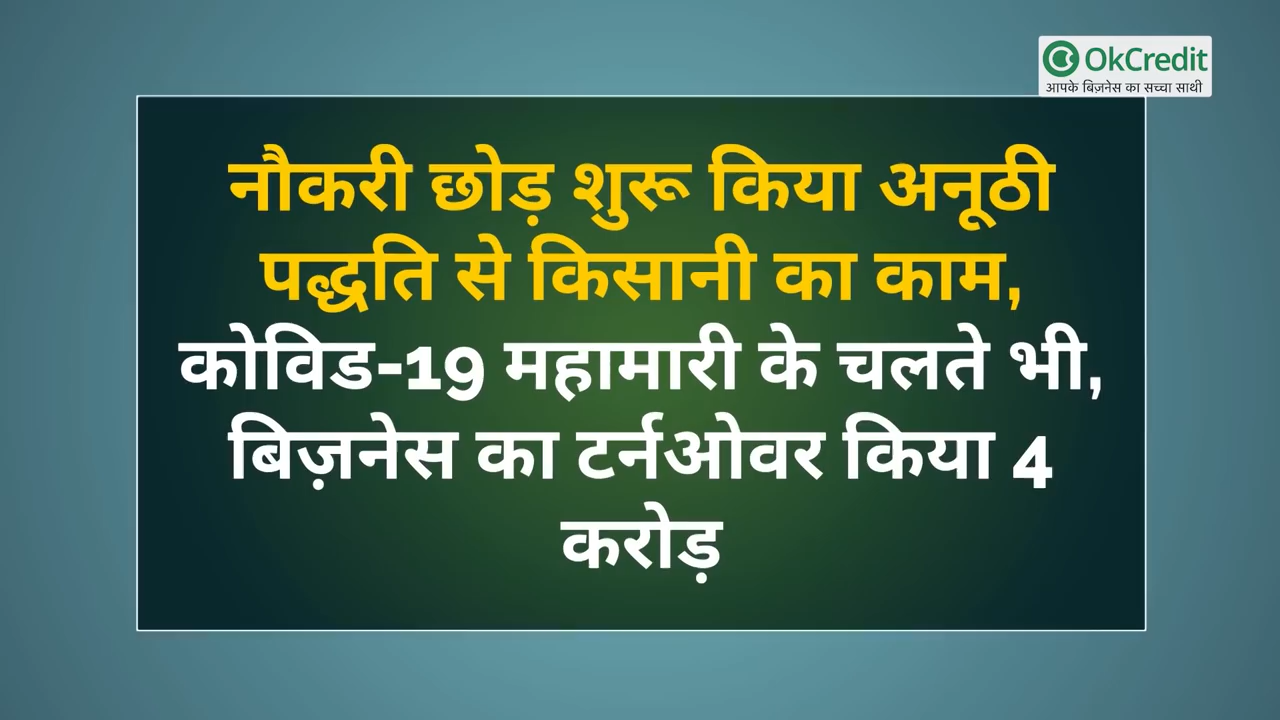 OkCredit
आपके बिज़नेस का सच्चा साथी
नौकरी छोड़ शुरू किया अनूठी
पद्धति से किसानी का काम,
कोविड-19 महामारी के चलते भी,
बिज़नेस का टर्नओवर किया 4
करोड़